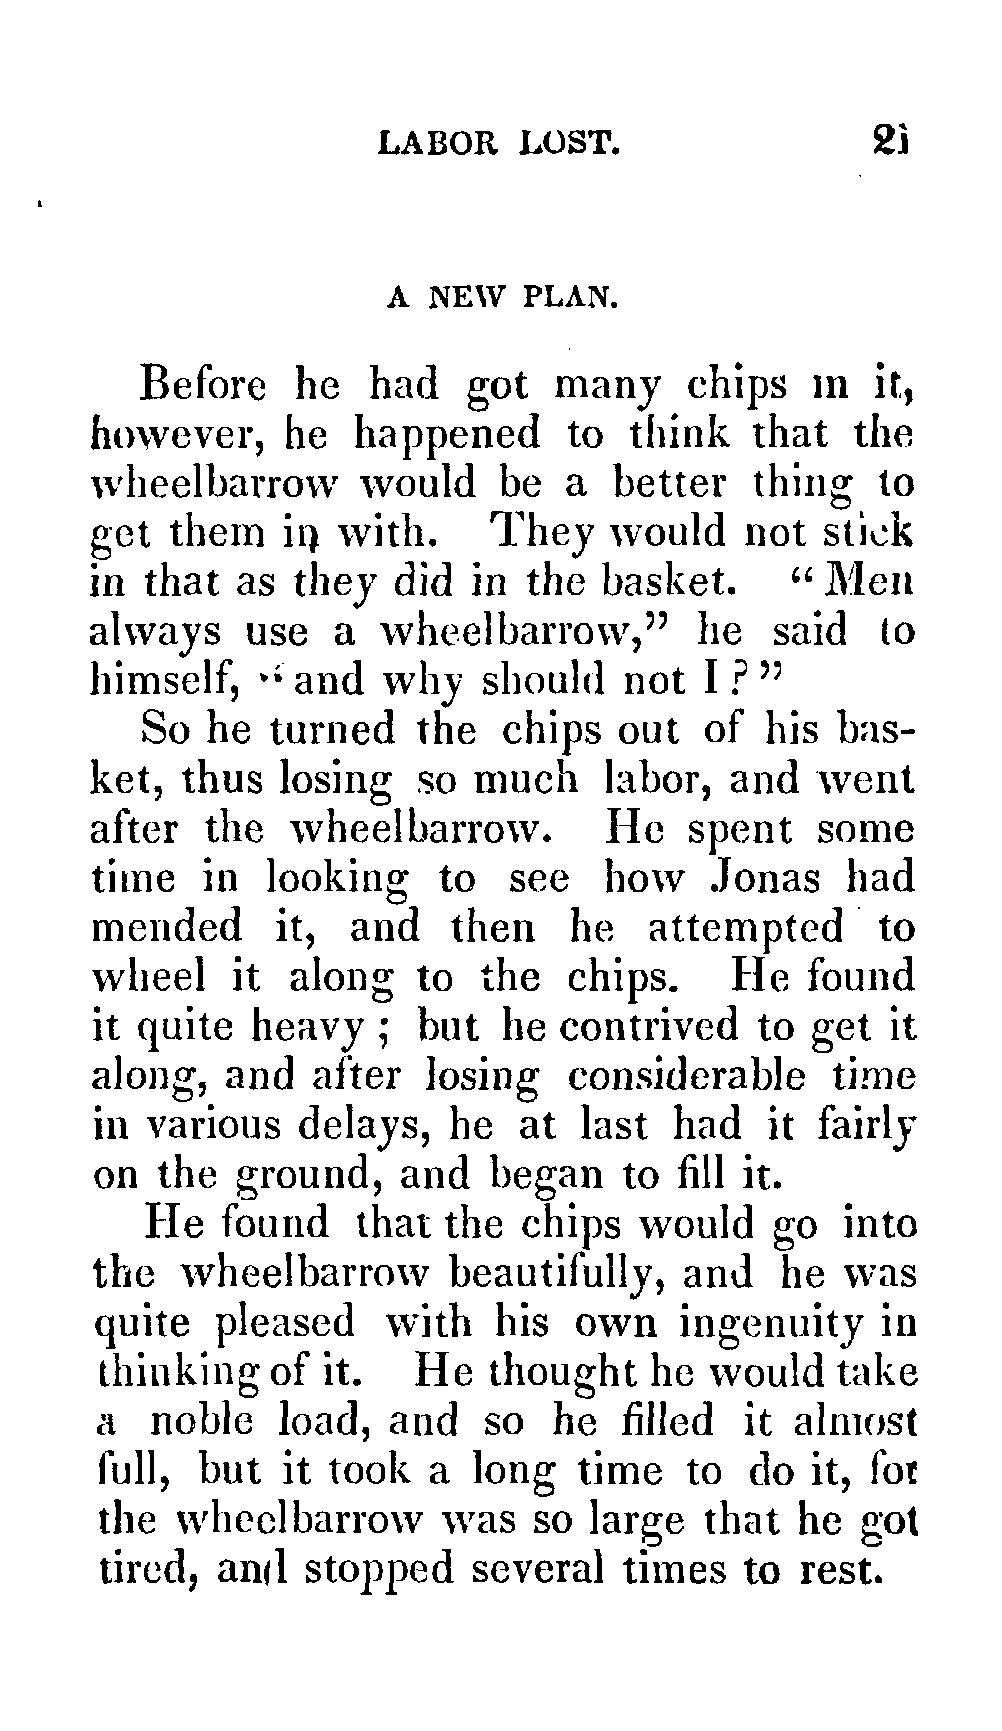 LABOR LOST. 21
A NEW PLAN.
Before he had got many chips in it,
however, he happened to think that the
wheelbarrow would be a better thing to
get them in with. They would not stick
in that as they did in the basket. “Men
always use a wheelbarrow,” he said to
himself, “and why should not I?”
So he turned the chips out of his bas-
ket, thus losing so much labor, and went
after the wheelbarrow. He spent some
time in looking to see how Jonas had
mended it, and then he attempted to
wheel it along to the chips. He found
it quite heavy; but he contrived to get it
along, and after losing considerable time
in various delays, he at last had it fairly
on the ground, and began to fill it.
He found that the chips would go into
the wheelbarrow beautifully, and he was
quite pleased with his own ingenuity in
thinking of it. He thought he would take
a noble load, and so he filled it almost
full, but it took a long time to do it, for
the wheelbarrow was so large that he got
tired, and stopped several times to rest.